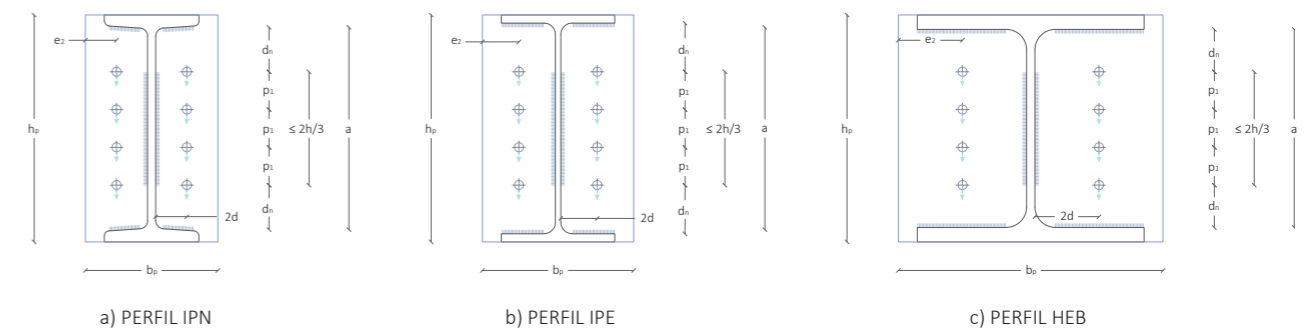 e₂
hₚ
dₙ
p₁
p₁
p₁
dₙ
≤ 2h/3
a
2d
bₚ
a) PERFIL IPN
e₂
hₚ
dₙ
p₁
p₁
p₁
dₙ
≤ 2h/3
a
2d
bₚ
b) PERFIL IPE
e₂
hₚ
dₙ
p₁
p₁
p₁
dₙ
≤ 2h/3
a
2d
bₚ
c) PERFIL HEB